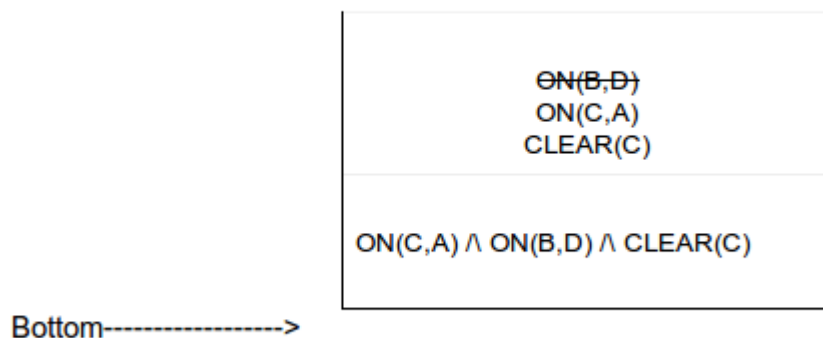 ON(B,D)
ON(C,A)
CLEAR(C)
ON(C,A) /\ ON(B,D) /\ CLEAR(C)
Bottom------------------>